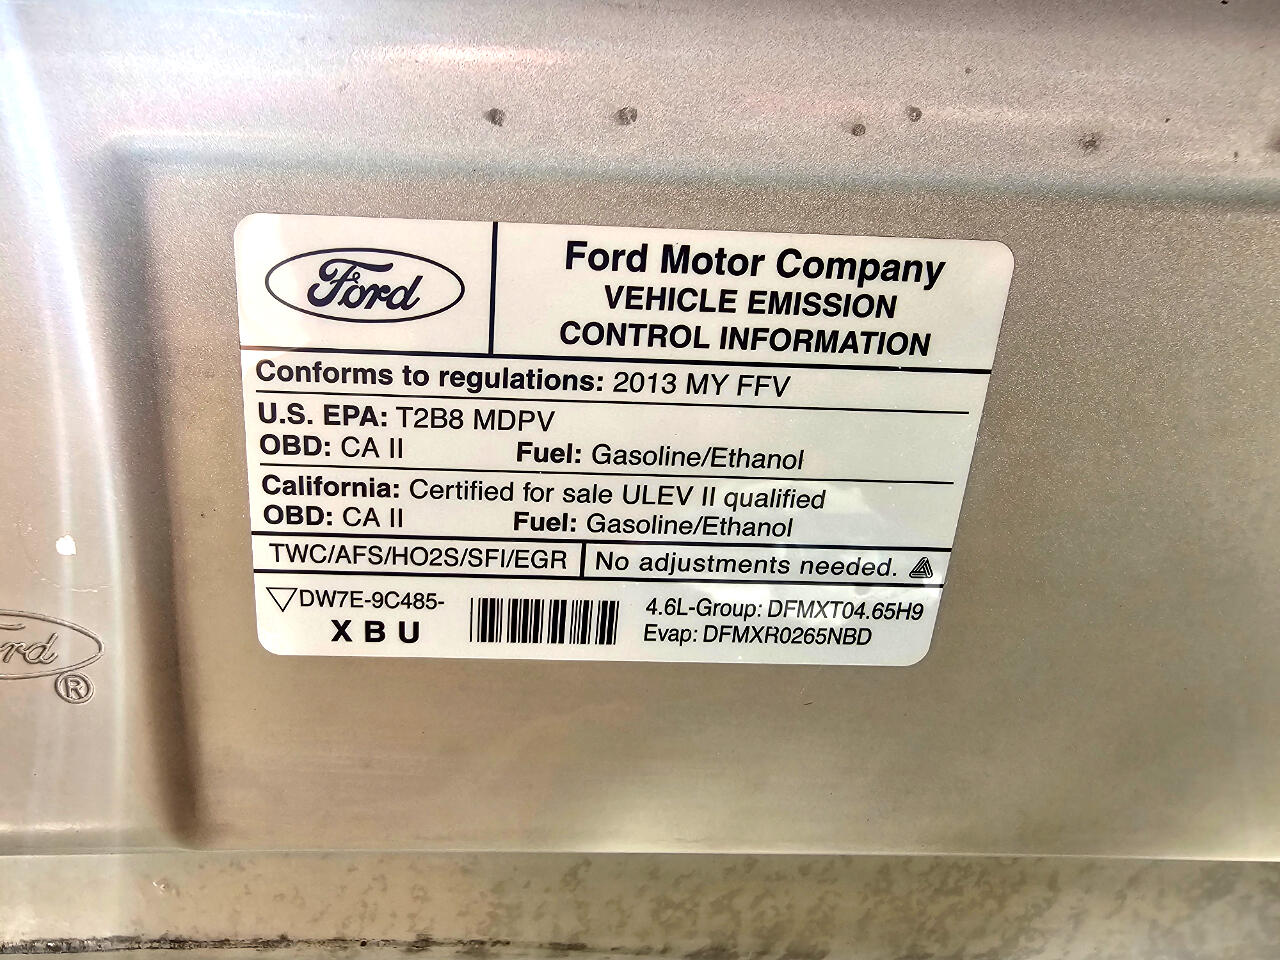 Ford
Ford Motor Company
VEHICLE EMISSION
CONTROL INFORMATION
Conforms to regulations: 2013 MY FFV
U.S. EPA: T2B8 MDPV
OBD: CA II Fuel: Gasoline/Ethanol
California: Certified for sale ULEV II qualified
OBD: CA II Fuel: Gasoline/Ethanol
TWC/AFS/HO2S/SFI/EGR No adjustments needed.
DW7E-9C485-
X B U
4.6L-Group: DFMXT04.65H9
Evap: DFMXR0265NBD
rd
®